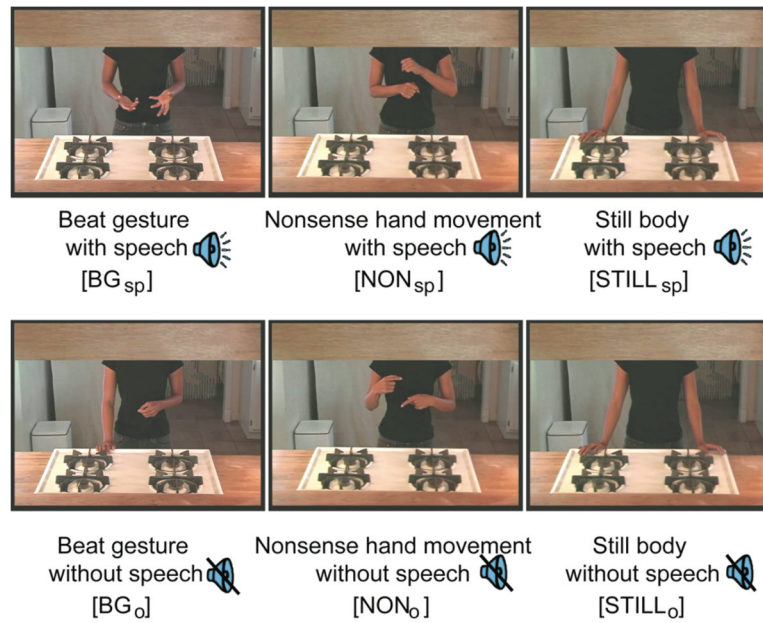 Beat gesture
with speech
[BG sp]
Nonsense hand movement
with speech
[NON sp]
Still body
with speech
[STILL sp]
Beat gesture
without speech
[BG o]
Nonsense hand movement
without speech
[NON o]
Still body
without speech
[STILL o]